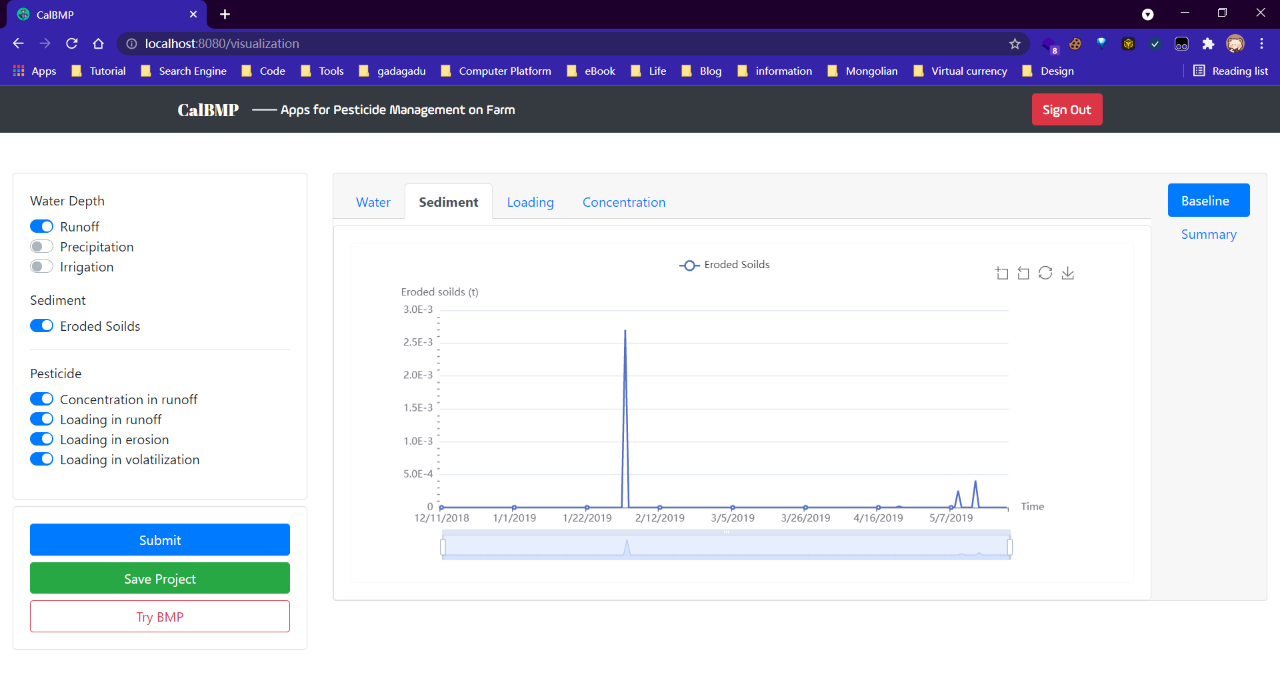 CalBMP
localhost:8080/visualization
8
Apps Tutorial Search Engine Code Tools gadagadu Computer Platform eBook Life Blog information Mongolian Virtual currency Design Reading list
CalBMP —— Apps for Pesticide Management on Farm Sign Out
Water Depth
Runoff
Precipitation
Irrigation
Sediment
Eroded Soilds
Pesticide
Concentration in runoff
Loading in runoff
Loading in erosion
Loading in volatilization
Submit
Save Project
Try BMP
Water Sediment Loading Concentration
Eroded Soilds
Eroded soilds (t)
3.0E-3
2.5E-3
2.0E-3
1.5E-3
1.0E-3
5.0E-4
0
Time
12/11/2018 1/1/2019 1/22/2019 2/12/2019 3/5/2019 3/26/2019 4/16/2019 5/7/2019
Baseline
Summary